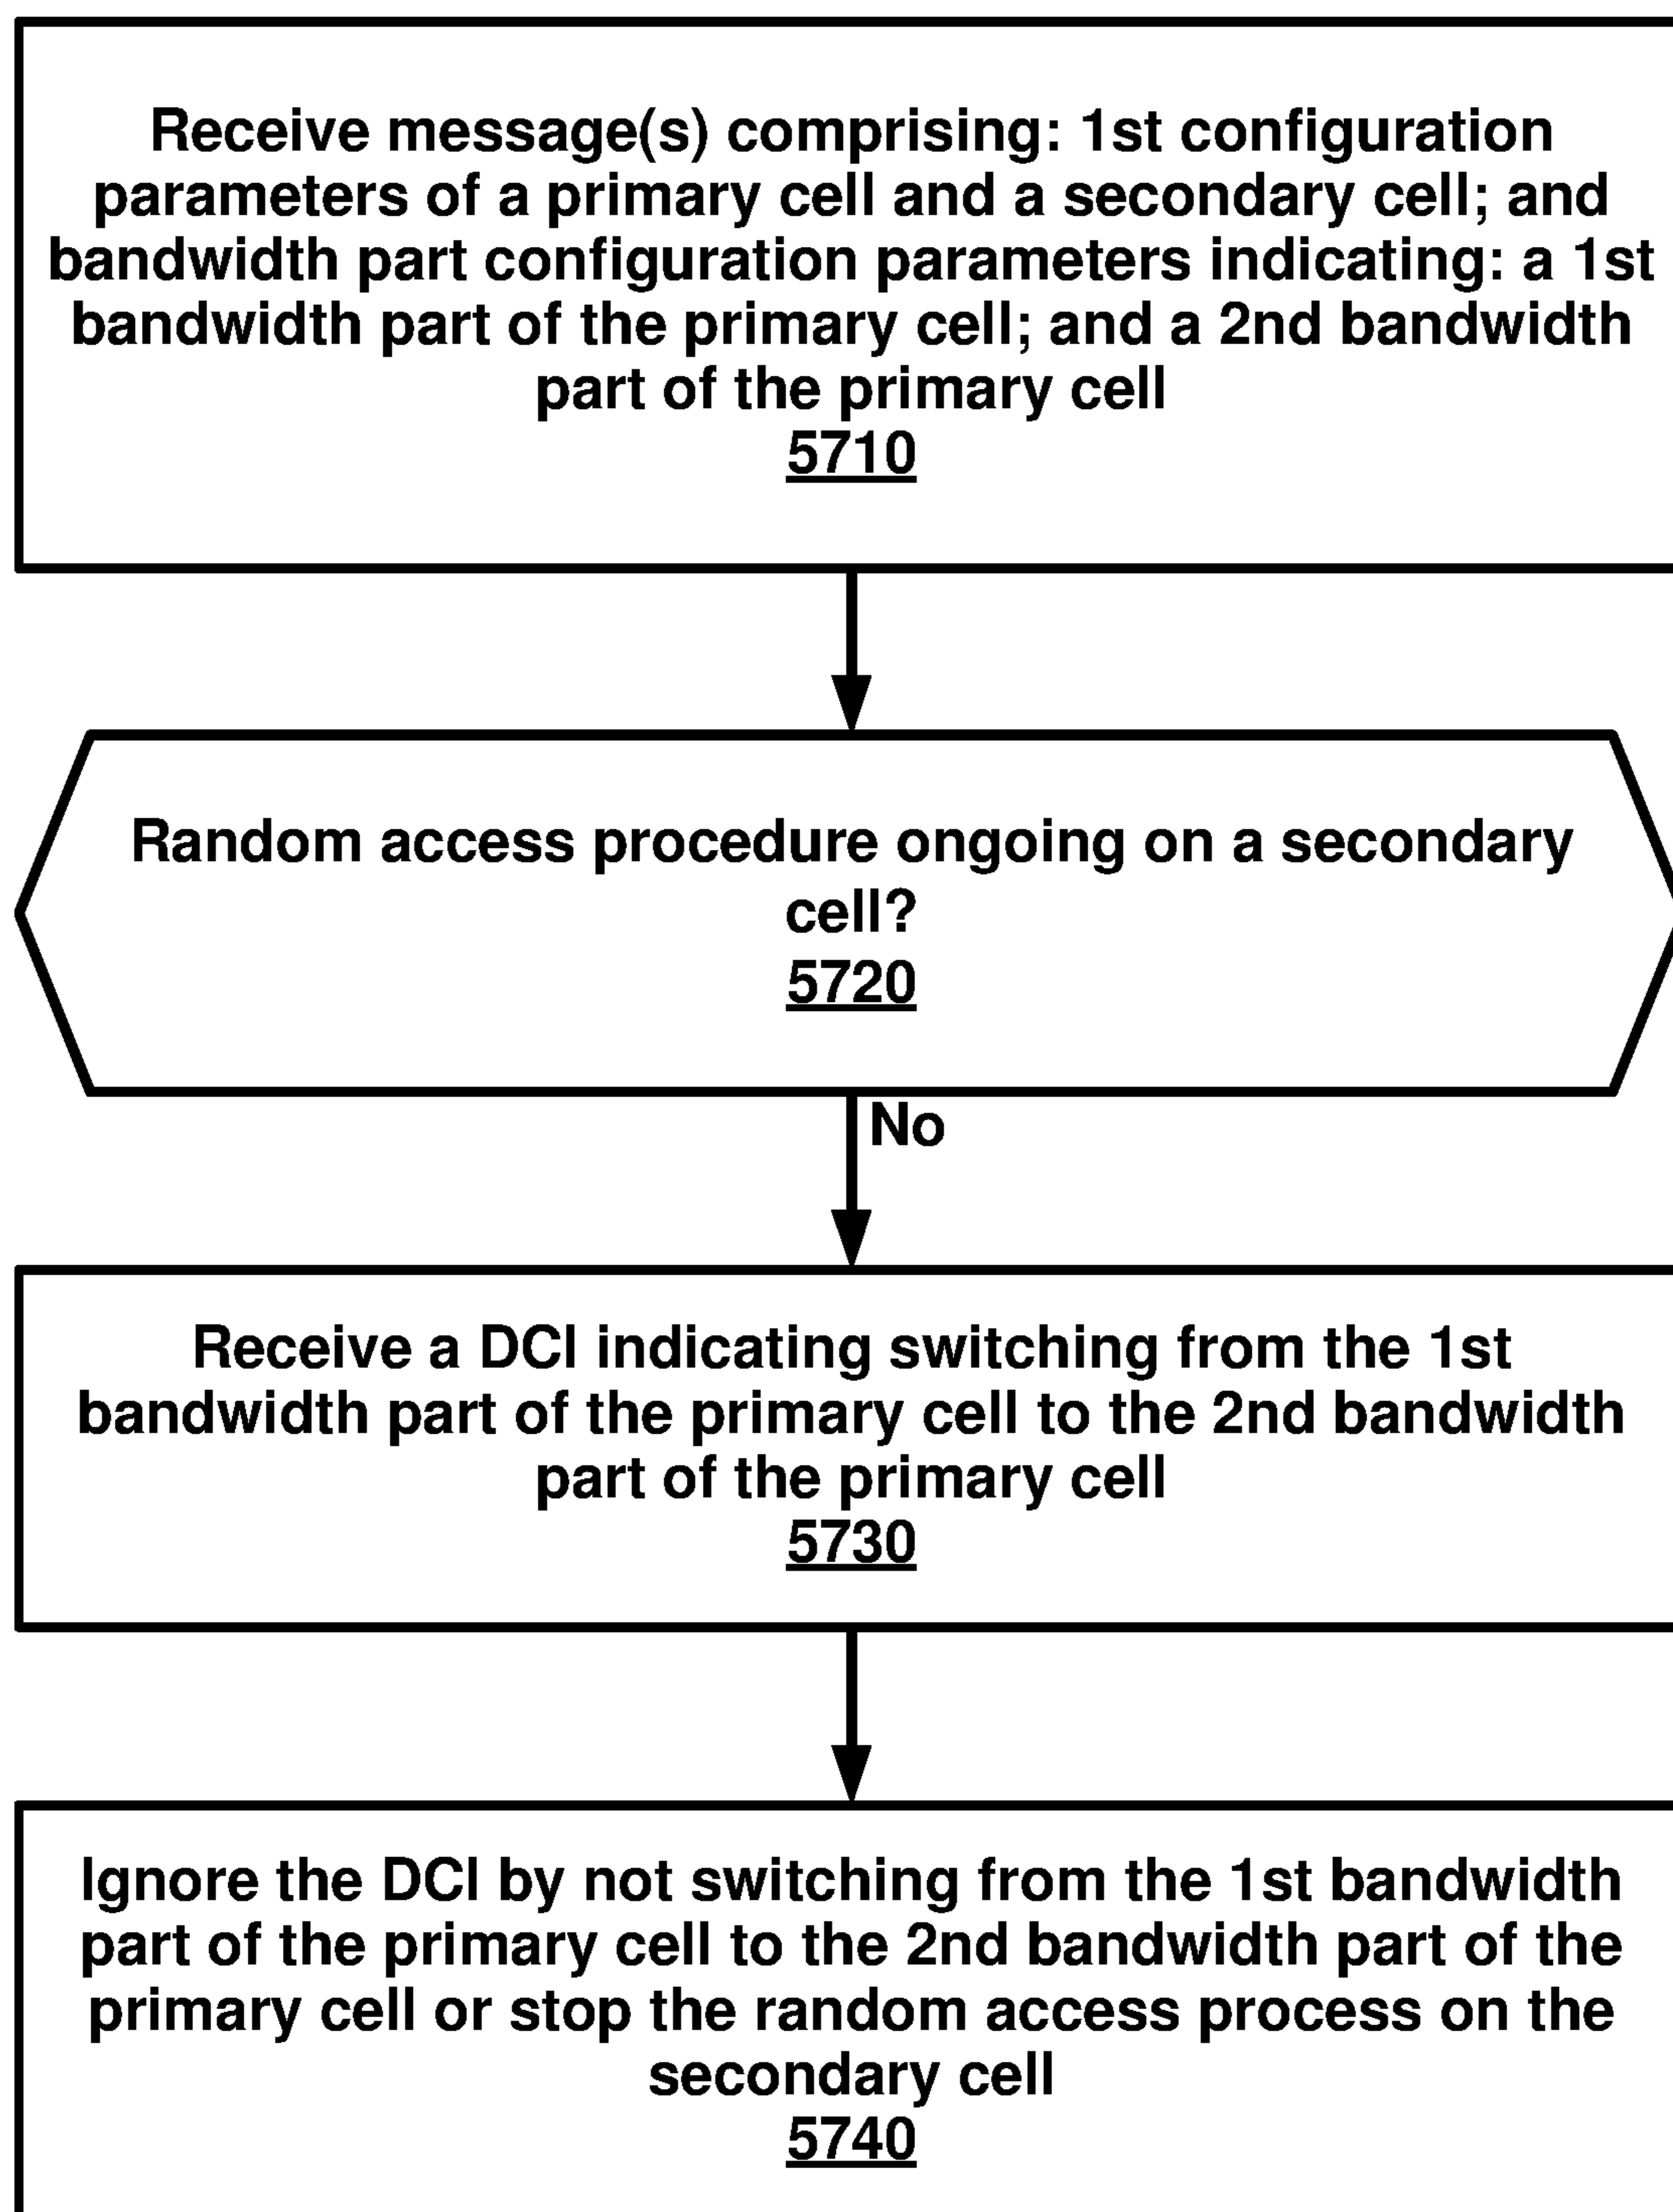 Receive message(s) comprising: 1st configuration
parameters of a primary cell and a secondary cell; and
bandwidth part configuration parameters indicating: a 1st
bandwidth part of the primary cell; and a 2nd bandwidth
part of the primary cell
5710
Random access procedure ongoing on a secondary
cell?
5720
No
Receive a DCI indicating switching from the 1st
bandwidth part of the primary cell to the 2nd bandwidth
part of the primary cell
5730
Ignore the DCI by not switching from the 1st bandwidth
part of the primary cell to the 2nd bandwidth part of the
primary cell or stop the random access process on the
secondary cell
5740